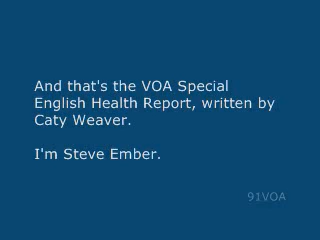 And that's the VOA Special
English Health Report, written by
Caty Weaver.
I'm Steve Ember.
91VOA